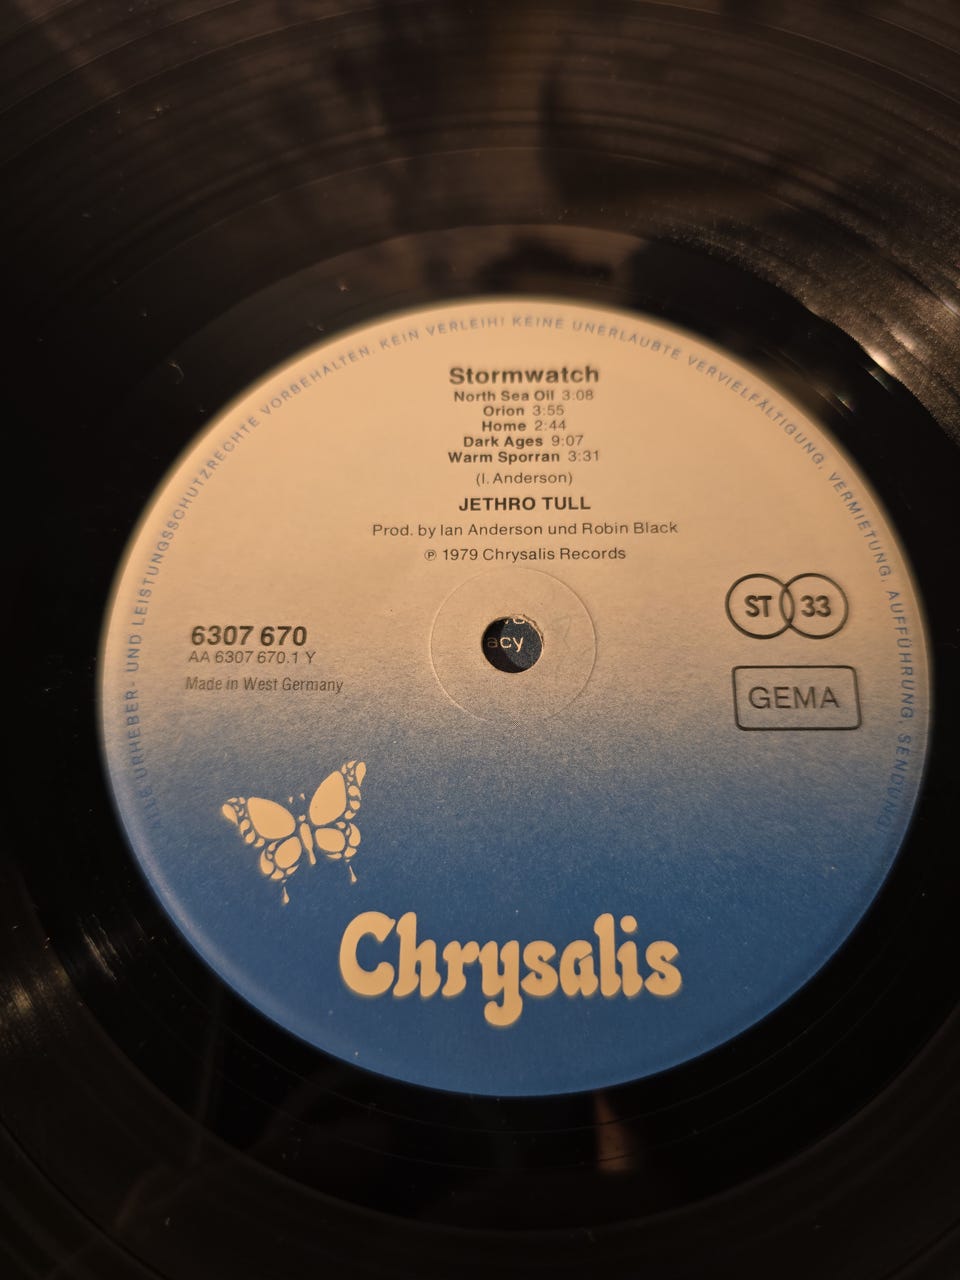 ALLE URHEBER- UND LEISTUNGSSCHUTZRECHTE VORBEHALTEN. KEIN VERLEIH! KEINE UNERLAUBTE VERVIELFÄLTIGUNG, VERMIETUNG, AUFFÜHRUNG, SENDUNG!
Stormwatch
North Sea Oil 3:08
Orion 3:55
Home 2:44
Dark Ages 9:07
Warm Sporran 3:31
(I. Anderson)
JETHRO TULL
Prod. by Ian Anderson und Robin Black
℗ 1979 Chrysalis Records
ST 33
6307 670
AA 6307 670.1 Y
Made in West Germany
acy
GEMA
Chrysalis